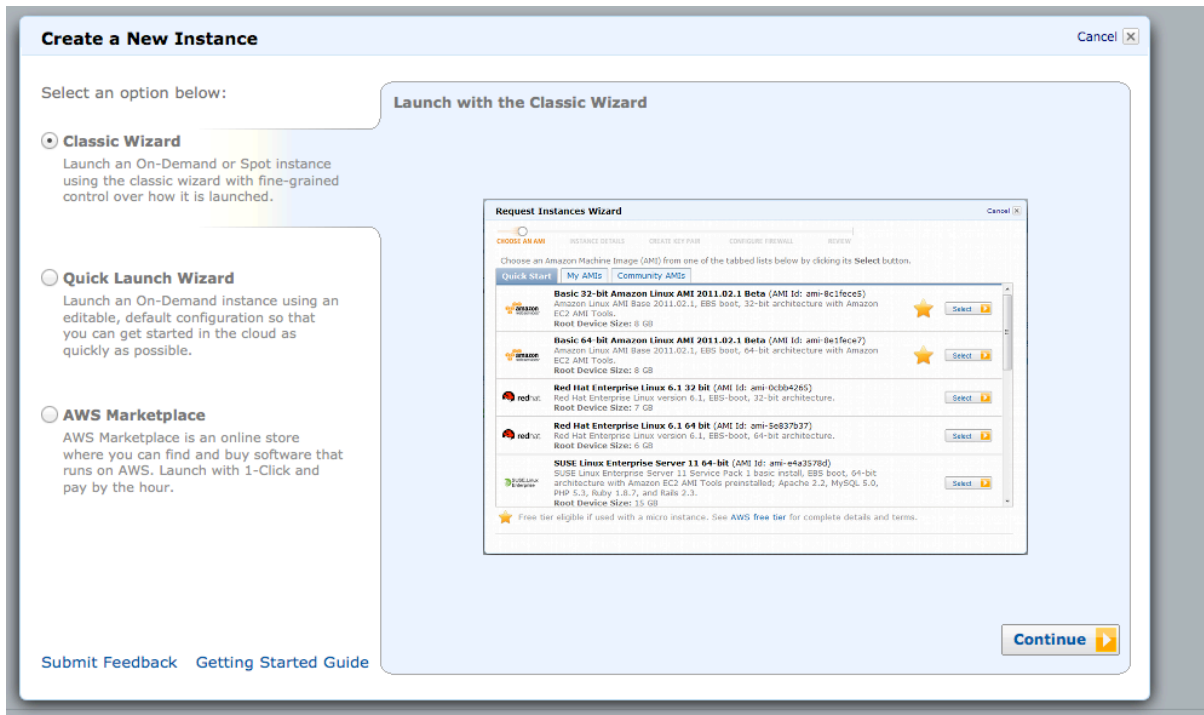 Create a New Instance
Cancel
Select an option below:
Classic Wizard
Launch an On-Demand or Spot instance
using the classic wizard with fine-grained
control over how it is launched.
Quick Launch Wizard
Launch an On-Demand instance using an
editable, default configuration so that
you can get started in the cloud as
quickly as possible.
AWS Marketplace
AWS Marketplace is an online store
where you can find and buy software that
runs on AWS. Launch with 1-Click and
pay by the hour.
Submit Feedback Getting Started Guide
Launch with the Classic Wizard
Request Instances Wizard
Cancel
CHOOSE AN AMI INSTANCE DETAILS CREATE KEY PAIR CONFIGURE FIREWALL REVIEW
Choose an Amazon Machine Image (AMI) from one of the tabbed lists below by clicking its Select button.
Quick Start My AMIs Community AMIs
amazon
Basic 32-bit Amazon Linux AMI 2011.02.1 Beta (AMI Id: ami-8c1fece5)
Amazon Linux AMI Base 2011.02.1, EBS boot, 32-bit architecture with Amazon
EC2 AMI Tools.
Root Device Size: 8 GB
Select
amazon
Basic 64-bit Amazon Linux AMI 2011.02.1 Beta (AMI Id: ami-8e1fece7)
Amazon Linux AMI Base 2011.02.1, EBS boot, 64-bit architecture with Amazon
EC2 AMI Tools.
Root Device Size: 8 GB
Select
redhat
Red Hat Enterprise Linux 6.1 32 bit (AMI Id: ami-0cbb4265)
Red Hat Enterprise Linux version 6.1, EBS-boot, 32-bit architecture.
Root Device Size: 7 GB
Select
redhat
Red Hat Enterprise Linux 6.1 64 bit (AMI Id: ami-5e837b37)
Red Hat Enterprise Linux version 6.1, EBS-boot, 64-bit architecture.
Root Device Size: 6 GB
Select
SUSE Linux
Enterprise
SUSE Linux Enterprise Server 11 64-bit (AMI Id: ami-e4a3578d)
SUSE Linux Enterprise Server 11 Service Pack 1 basic install, EBS boot, 64-bit
architecture with Amazon EC2 AMI Tools preinstalled; Apache 2.2, MySQL 5.0,
PHP 5.3, Ruby 1.8.7, and Rails 2.3.
Root Device Size: 15 GB
Select
Free tier eligible if used with a micro instance. See AWS free tier for complete details and terms.
Continue